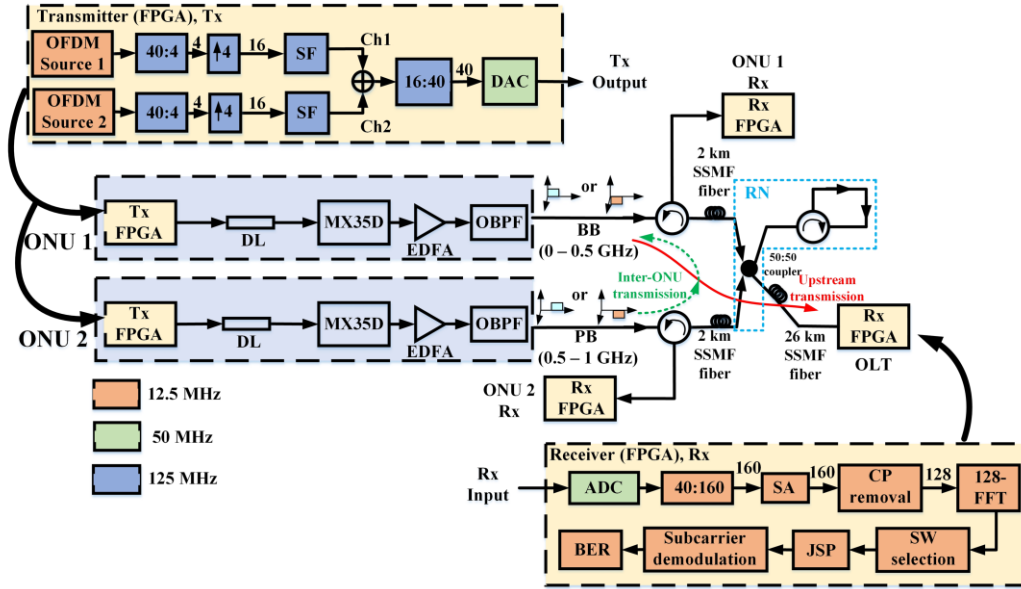 Transmitter (FPGA), Tx
OFDM
Source 1
40:4
4
↑4
16
SF
Ch1
16:40
40
DAC
Tx
Output
OFDM
Source 2
40:4
4
↑4
16
SF
Ch2
ONU 1
Rx
Rx
FPGA
2 km
SSMF
fiber
RN
ONU 1
Tx
FPGA
DL
MX35D
EDFA
OBPF
or
BB
(0 – 0.5 GHz)
50:50
coupler
Inter-ONU
transmission
Upstream
transmission
ONU 2
Tx
FPGA
DL
MX35D
EDFA
OBPF
or
PB
(0.5 – 1 GHz)
2 km
SSMF
fiber
26 km
SSMF
fiber
Rx
FPGA
OLT
ONU 2
Rx
Rx
FPGA
12.5 MHz
50 MHz
125 MHz
Receiver (FPGA), Rx
Rx
Input
ADC
40:160
160
SA
160
CP
removal
128
128-
FFT
BER
Subcarrier
demodulation
JSP
SW
selection